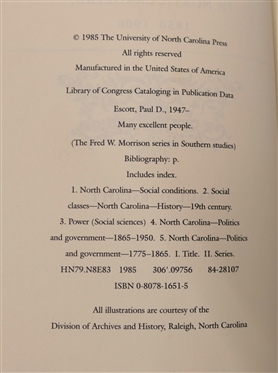 © 1985 The University of North Carolina Press
All rights reserved
Manufactured in the United States of America
Library of Congress Cataloging in Publication Data
Escott, Paul D., 1947–
Many excellent people.
(The Fred W. Morrison series in Southern studies)
Bibliography: p.
Includes index.
1. North Carolina—Social conditions. 2. Social
classes—North Carolina—History—19th century.
3. Power (Social sciences) 4. North Carolina—Politics
and government—1865–1950. 5. North Carolina—Politics
and government—1775–1865. I. Title. II. Series.
HN79.N8E83 1985 306'.09756 84-28107
ISBN 0-8078-1651-5
All illustrations are courtesy of the
Division of Archives and History, Raleigh, North Carolina